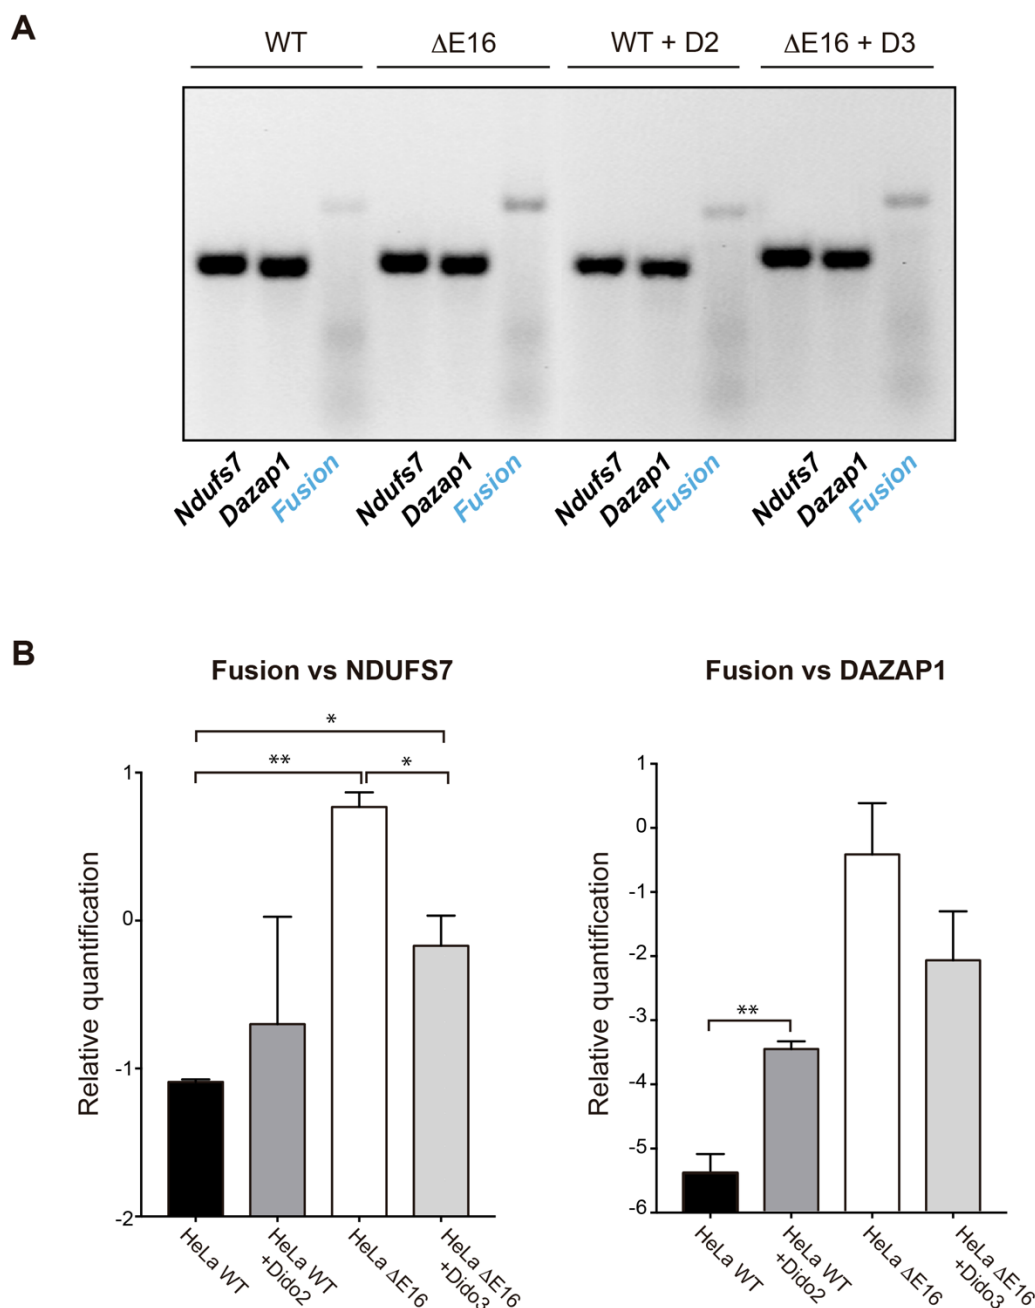 A
WT ΔE16 WT + D2 ΔE16 + D3
Ndufs7 Dazap1 Fusion Ndufs7 Dazap1 Fusion Ndufs7 Dazap1 Fusion Ndufs7 Dazap1 Fusion
B
Fusion vs NDUFS7
*
** *
Relative quantification
1
0
-1
-2
HeLa WT
HeLa WT
+Dido2
HeLa ΔE16
HeLa ΔE16
+Dido3
Fusion vs DAZAP1
**
Relative quantification
1
0
-1
-2
-3
-4
-5
-6
HeLa WT
HeLa WT
+Dido2
HeLa ΔE16
HeLa ΔE16
+Dido3